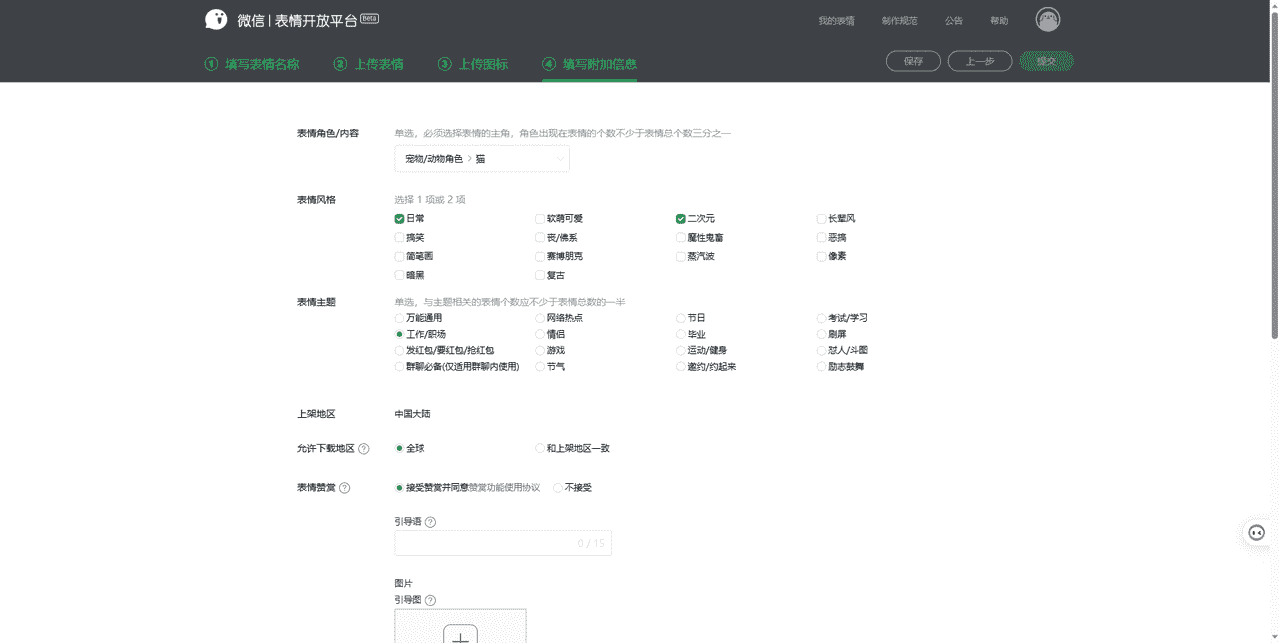 微信 | 表情开放平台 Beta
我的表情 制作规范 公告 帮助
① 填写表情名称 ② 上传表情 ③ 上传图标 ④ 填写附加信息 保存 上一步 提交
表情角色/内容 单选，必须选择表情的主角，角色出现在表情的个数不少于表情总个数三分之一
宠物/动物角色 > 猫
表情风格 选择 1 项或 2 项
日常 软萌可爱 二次元 长辈风
搞笑 丧/佛系 魔性鬼畜 恶搞
简笔画 赛博朋克 蒸汽波 像素
暗黑 复古
表情主题 单选，与主题相关的表情个数应不少于表情总数的一半
万能通用 网络热点 节日 考试/学习
工作/职场 情侣 毕业 刷屏
发红包/要红包/抢红包 游戏 运动/健身 怼人/斗图
群聊必备(仅适用群聊内使用) 节气 邀约/约起来 励志鼓舞
上架地区 中国大陆
允许下载地区 ? 全球 和上架地区一致
表情赞赏 ? 接受赞赏并同意赞赏功能使用协议 不接受
引导语 ?
0 / 15
图片
引导图 ?